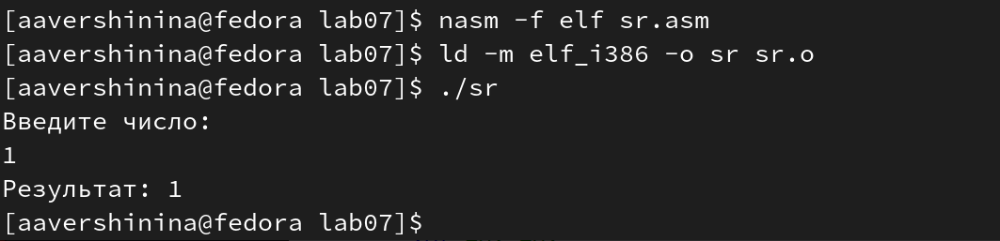 [aavershinina@fedora lab07]$ nasm -f elf sr.asm
[aavershinina@fedora lab07]$ ld -m elf_i386 -o sr sr.o
[aavershinina@fedora lab07]$ ./sr
Введите число:
1
Результат: 1
[aavershinina@fedora lab07]$